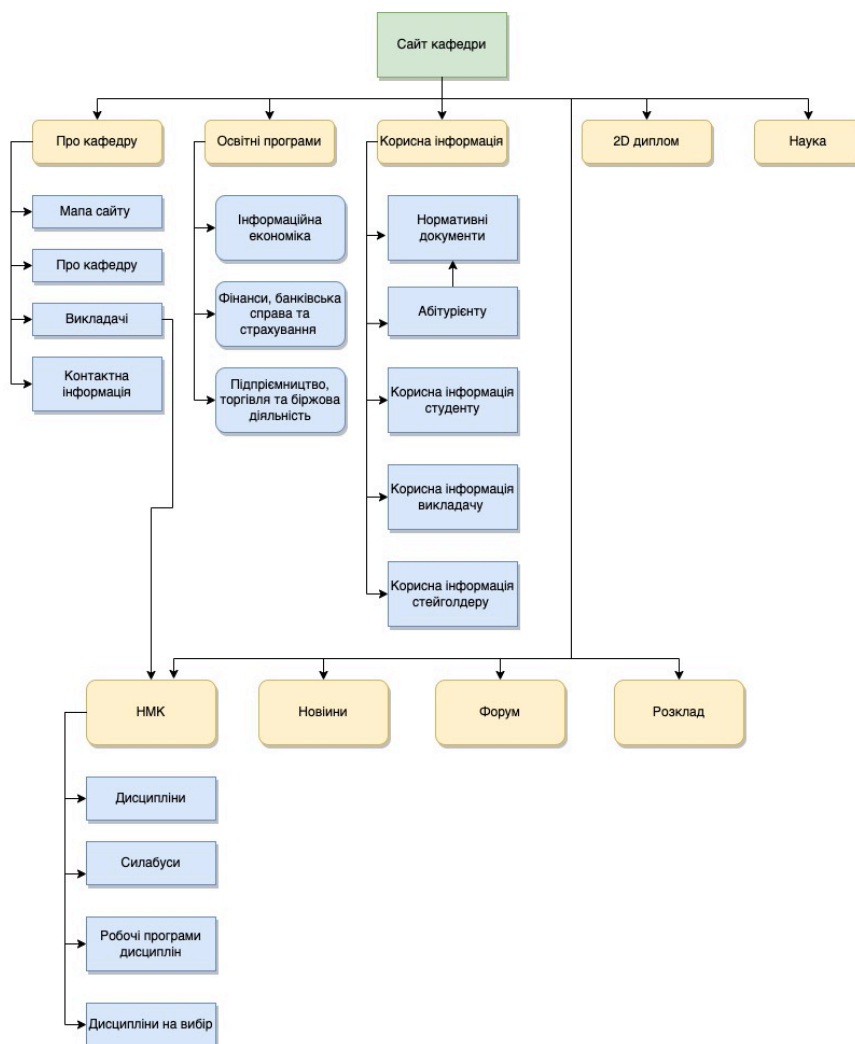 Сайт кафедри
Про кафедру
Освітні програми
Корисна інформація
2D диплом
Наука
Мапа сайту
Про кафедру
Викладачі
Контактна
інформація
Інформаційна
економіка
Фінанси, банківська
справа та
страхування
Підприємництво,
торгівля та біржова
діяльність
Нормативні
документи
Абітурієнту
Корисна інформація
студенту
Корисна інформація
викладачу
Корисна інформація
стейголдеру
НМК
Новіини
Форум
Розклад
Дисципліни
Силабуси
Робочі програми
дисциплін
Дисципліни на вибір